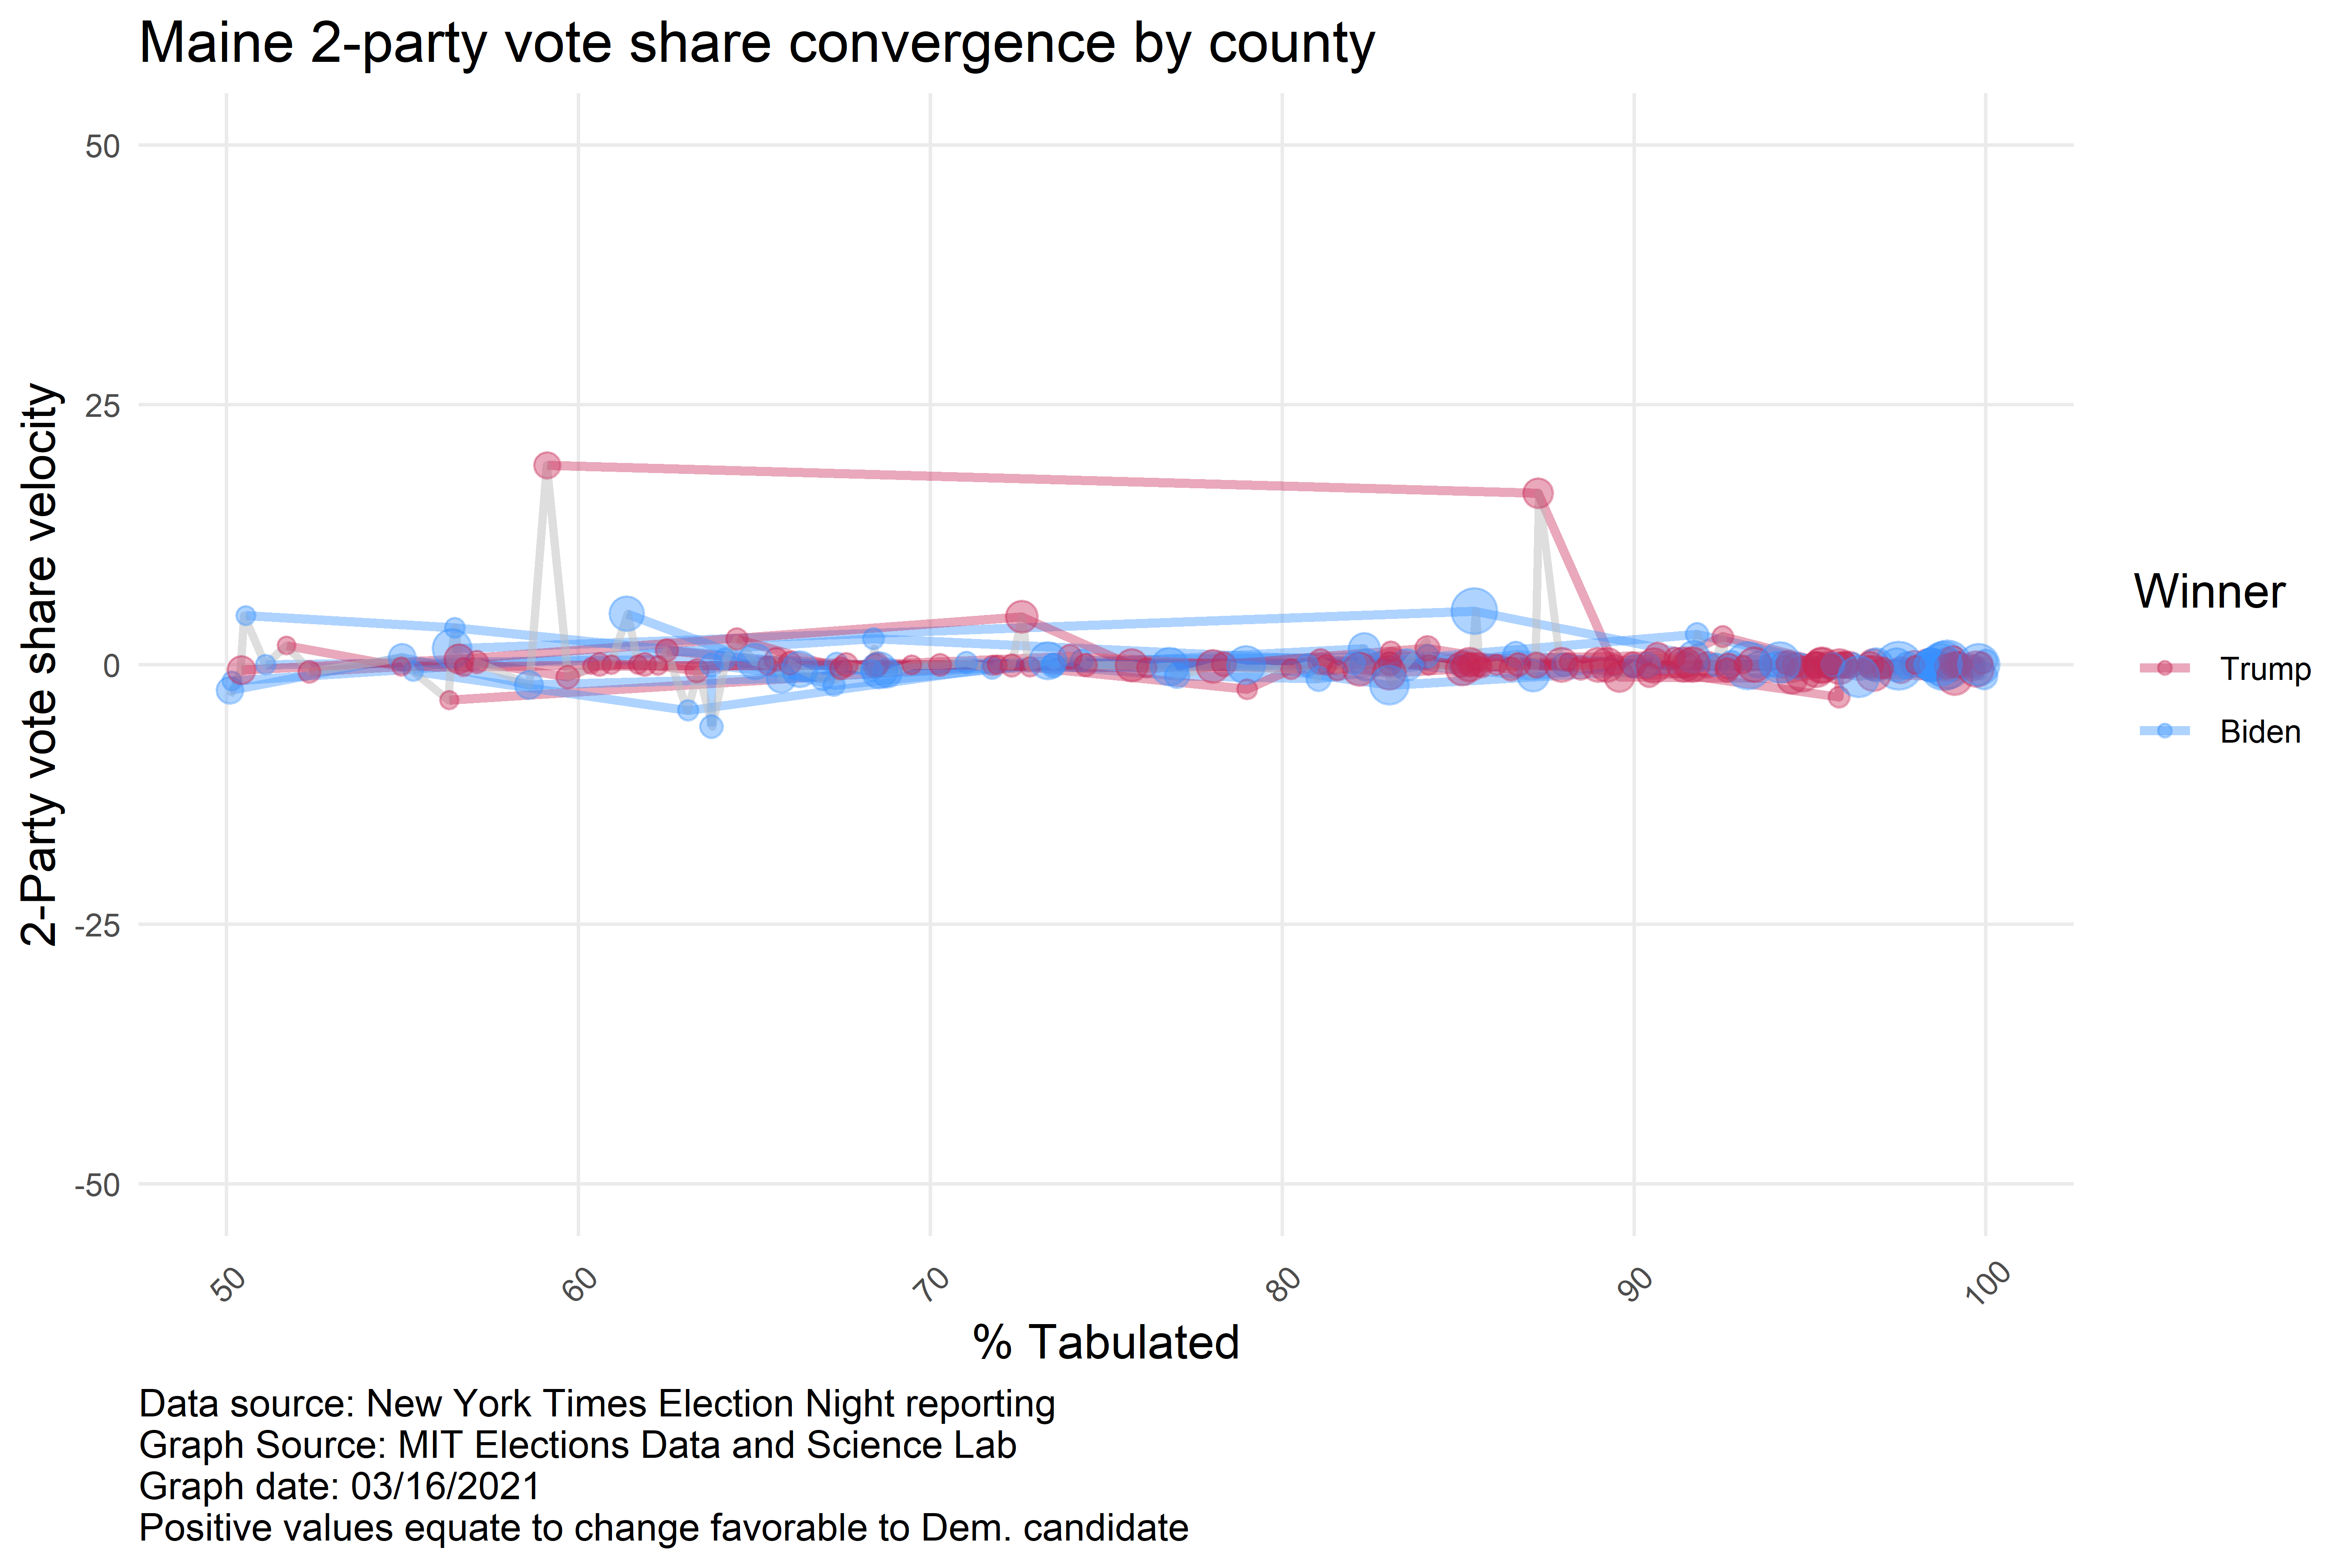 Maine 2-party vote share convergence by county
2-Party vote share velocity
50
25
0
-25
-50
50
60
70
80
90
100
% Tabulated
Winner
Trump
Biden
Data source: New York Times Election Night reporting
Graph Source: MIT Elections Data and Science Lab
Graph date: 03/16/2021
Positive values equate to change favorable to Dem. candidate